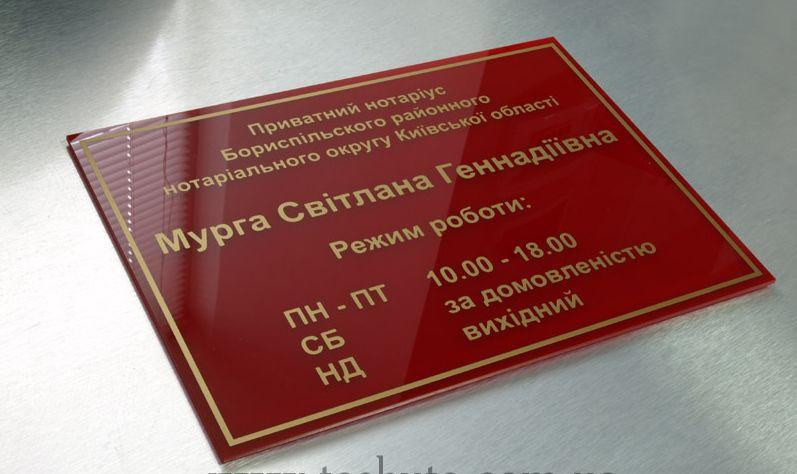 Приватний нотаріус
Бориспільского районного
нотаріального округу Київської області
Мурга Світлана Геннадіївна
Режим роботи:
ПН - ПТ 10.00 - 18.00
СБ за домовленістю
НД вихідний